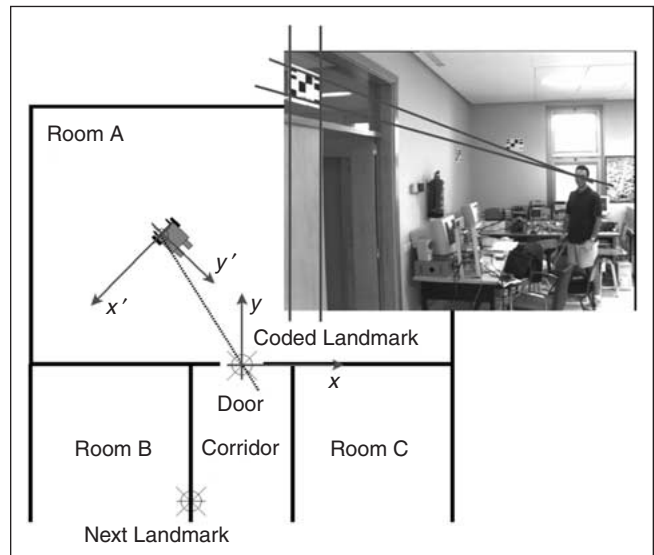 Room A
y'
x'
y
Coded Landmark
x
Door
Room B
Corridor
Room C
Next Landmark